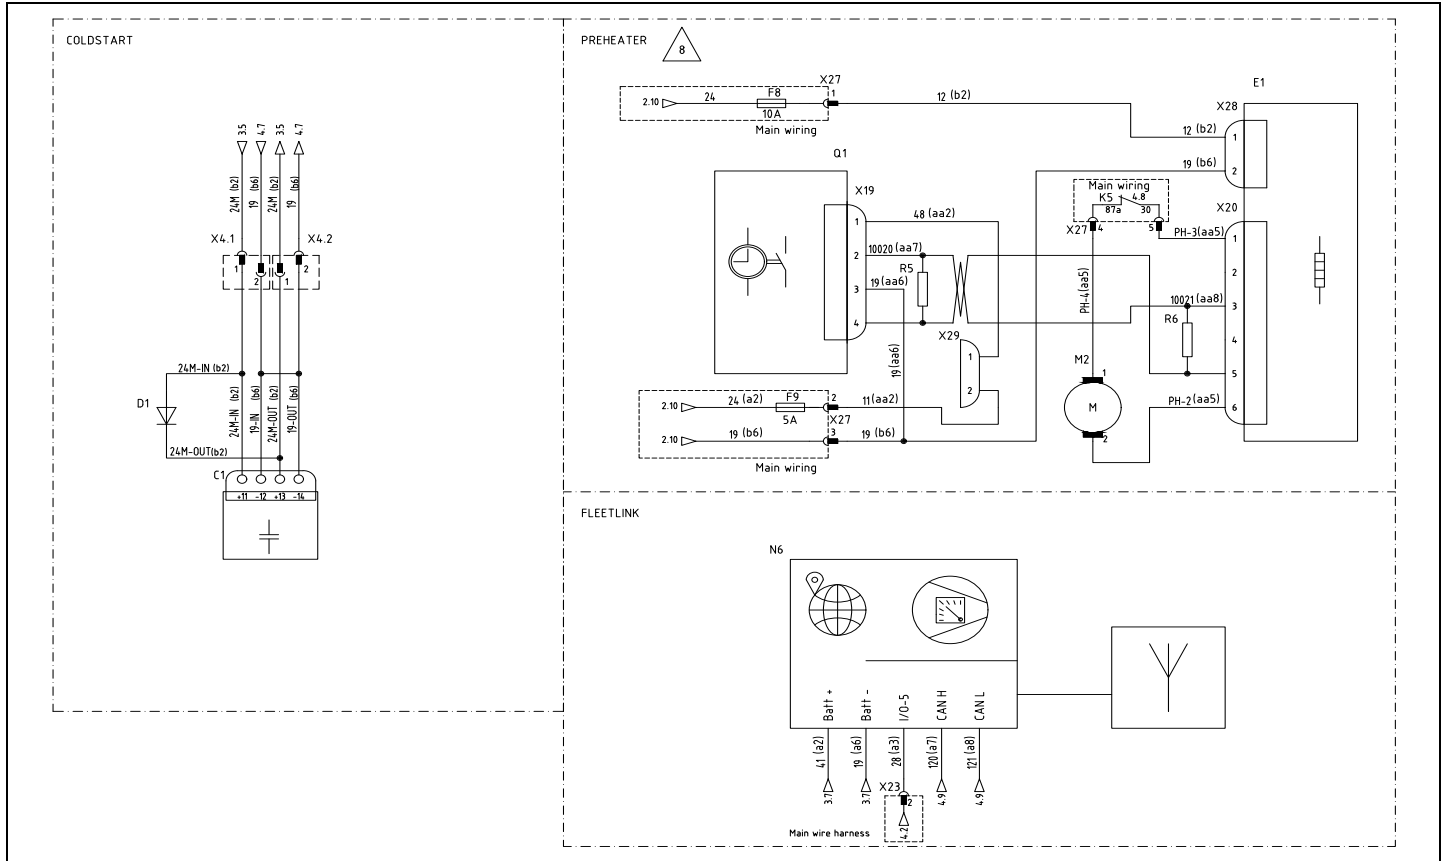 COLDSTART
3.5
4.7
3.5
4.7
24M (b2)
19 (b6)
24M (b2)
19 (b6)
X4.1
X4.2
1
2
1
2
24M-IN (b2)
D1
24M-IN (b2)
19-IN (b6)
24M-OUT (b2)
19-OUT (b6)
24M-OUT(b2)
C1
+11
-12
+13
-14
PREHEATER
8
2.10
24
F8
10A
X27
1
Main wiring
12 (b2)
E1
X28
12 (b2)
1
19 (b6)
2
Q1
X19
1
2
3
4
48 (aa2)
10020 (aa7)
R5
19 (aa6)
19 (aa6)
X29
1
2
Main wiring
K5
4.8
87a
30
X27
4
5
PH-3(aa5)
PH-4(aa5)
X20
1
2
3
4
5
6
10021 (aa8)
R6
M2
1
M
2
PH-2 (aa5)
2.10
24 (a2)
F9
5A
2
X27
11(aa2)
2.10
19 (b6)
3
19 (b6)
Main wiring
FLEETLINK
N6
Batt +
Batt -
I/O-5
CAN H
CAN L
41 (a2)
19 (a6)
28 (a3)
120 (a7)
121 (a8)
3.7
3.7
X23
2
4.2
4.9
4.9
Main wire harness